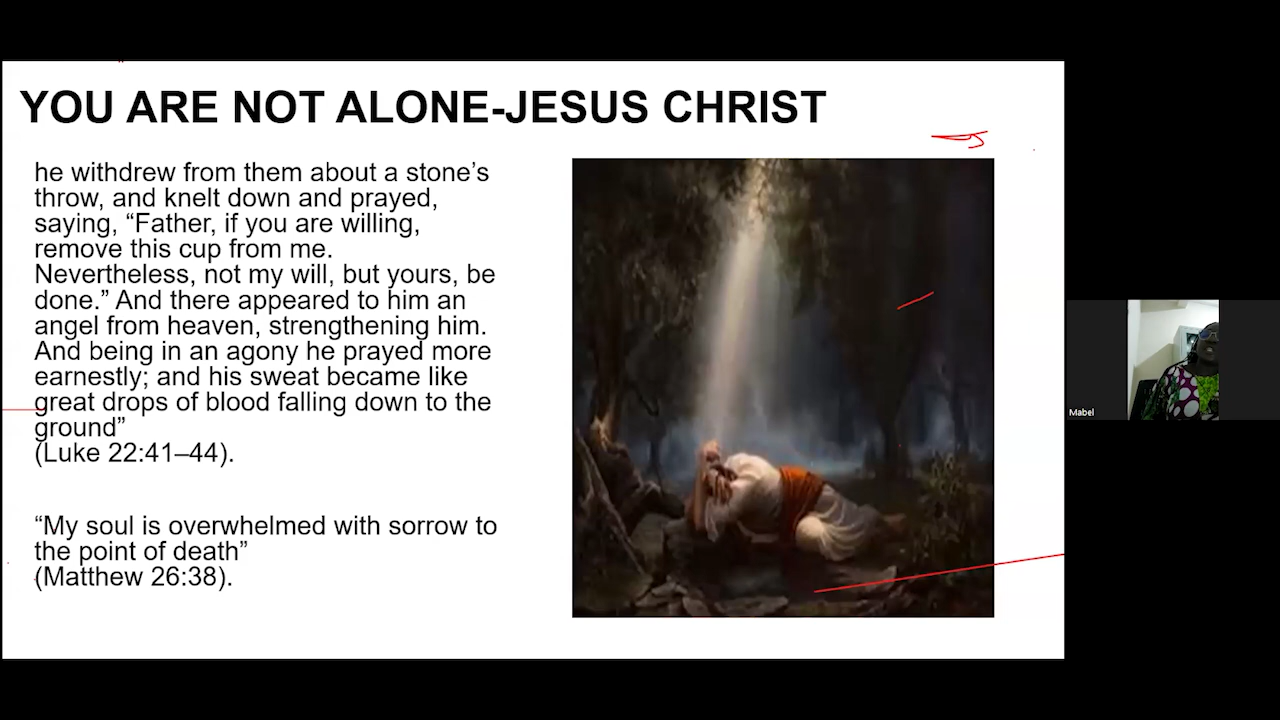 YOU ARE NOT ALONE-JESUS CHRIST
he withdrew from them about a stone’s
throw, and knelt down and prayed,
saying, “Father, if you are willing,
remove this cup from me.
Nevertheless, not my will, but yours, be
done.” And there appeared to him an
angel from heaven, strengthening him.
And being in an agony he prayed more
earnestly; and his sweat became like
great drops of blood falling down to the
ground”
(Luke 22:41–44).
“My soul is overwhelmed with sorrow to
the point of death”
(Matthew 26:38).
Mabel